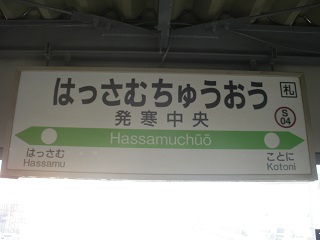 はっさむちゅうおう
札
発寒中央
S
04
Hassamuchūō
はっさむ
Hassamu
ことに
Kotoni